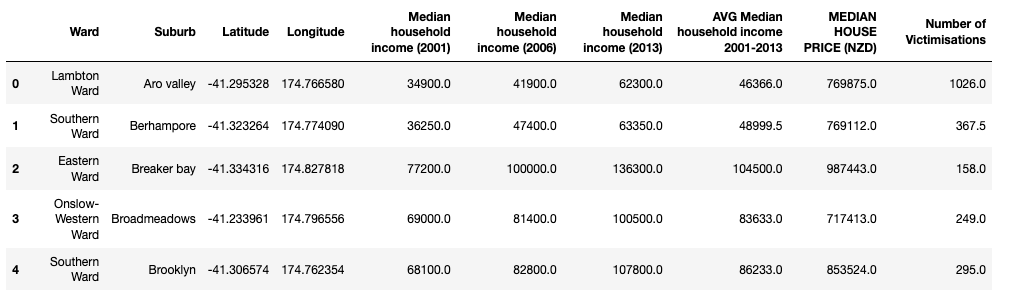 Ward Suburb Latitude Longitude Median household income (2001) Median household income (2006) Median household income (2013) AVG Median household income 2001-2013 MEDIAN HOUSE PRICE (NZD) Number of Victimisations
0 Lambton Ward Aro valley -41.295328 174.766580 34900.0 41900.0 62300.0 46366.0 769875.0 1026.0
1 Southern Ward Berhampore -41.323264 174.774090 36250.0 47400.0 63350.0 48999.5 769112.0 367.5
2 Eastern Ward Breaker bay -41.334316 174.827818 77200.0 100000.0 136300.0 104500.0 987443.0 158.0
3 Onslow-Western Ward Broadmeadows -41.233961 174.796556 69000.0 81400.0 100500.0 83633.0 717413.0 249.0
4 Southern Ward Brooklyn -41.306574 174.762354 68100.0 82800.0 107800.0 86233.0 853524.0 295.0